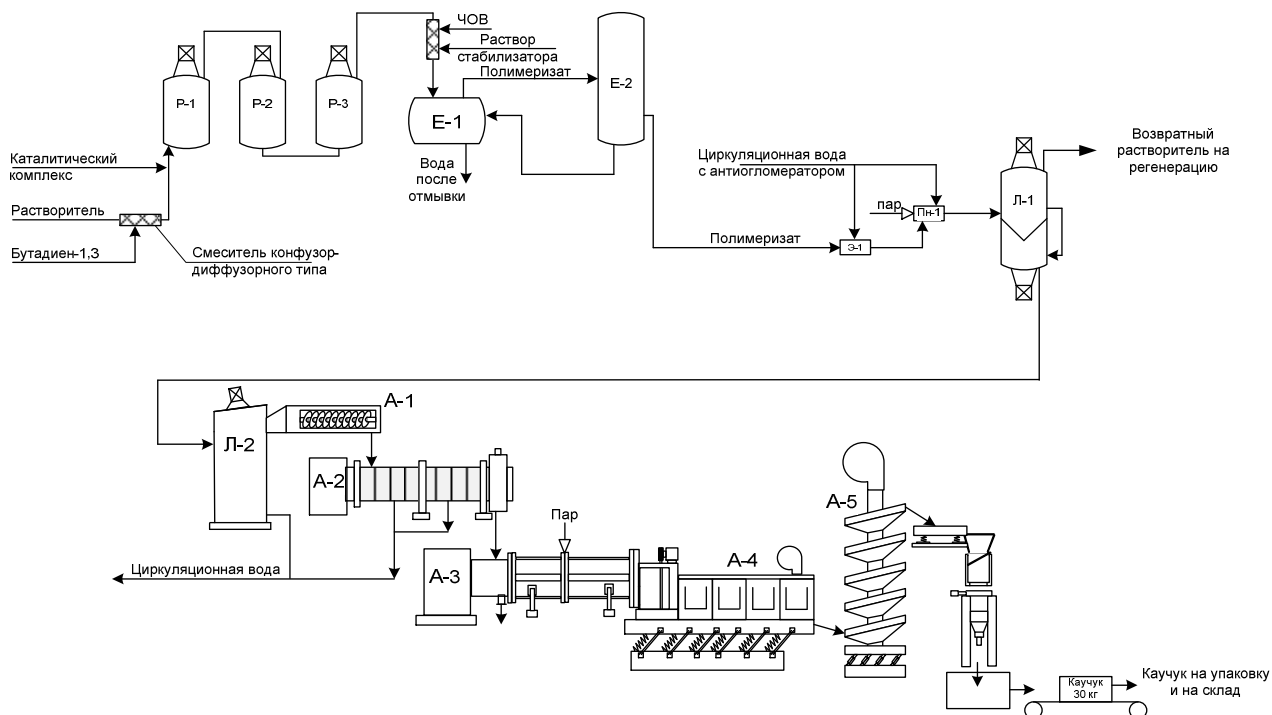 ЧОВ
Раствор
стабилизатора
Полимеризат
Р-1
Р-2
Р-3
Е-2
Е-1
Каталитический
комплекс
Вода
после
отмывки
Растворитель
Бутадиен-1,3
Смеситель конфузор-
диффузорного типа
Циркуляционная вода
с антиогломератором
пар
Пн-1
Полимеризат
Э-1
Л-1
Возвратный
растворитель на
регенерацию
А-1
Л-2
А-2
Пар
А-5
Циркуляционная вода
А-3
А-4
Каучук
30 кг
Каучук на упаковку
и на склад